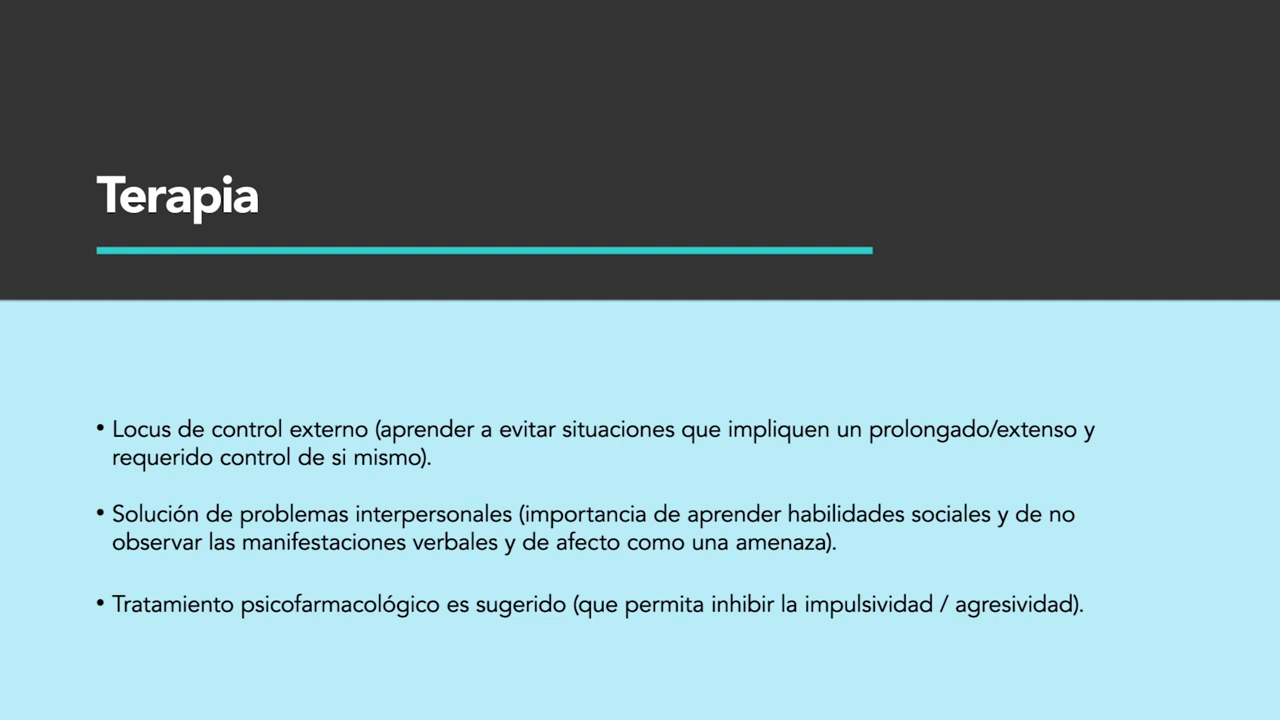 Terapia
• Locus de control externo (aprender a evitar situaciones que impliquen un prolongado/extenso y
requerido control de si mismo).
• Solución de problemas interpersonales (importancia de aprender habilidades sociales y de no
observar las manifestaciones verbales y de afecto como una amenaza).
• Tratamiento psicofarmacológico es sugerido (que permita inhibir la impulsividad / agresividad).